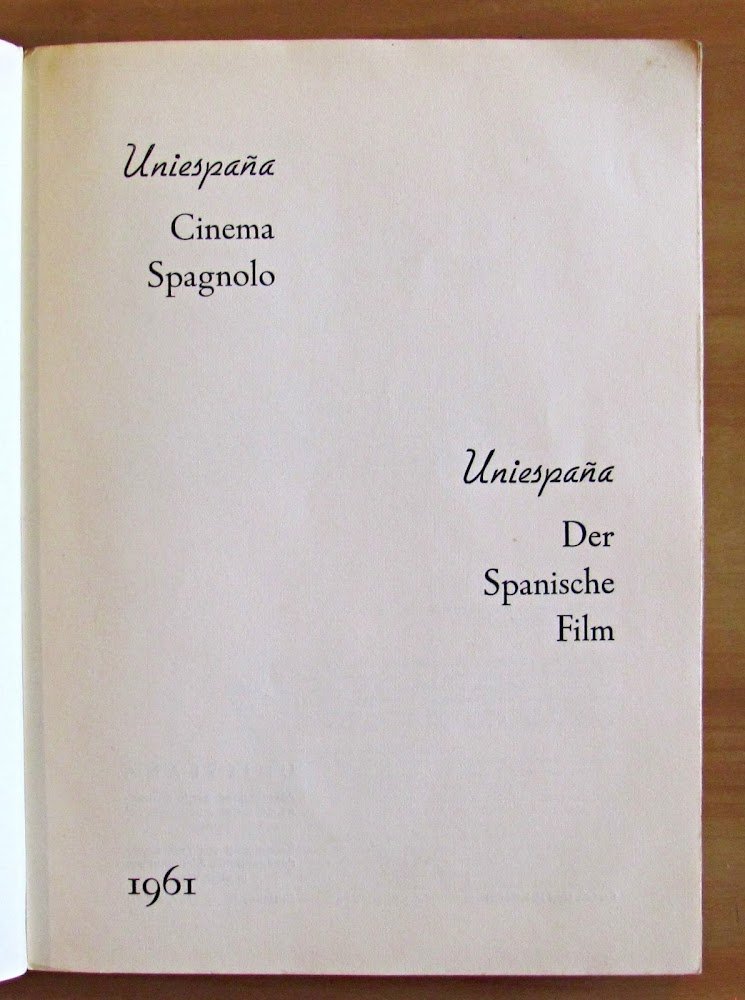 Uniespaña
Cinema
Spagnolo
Uniespaña
Der
Spanische
Film
1961